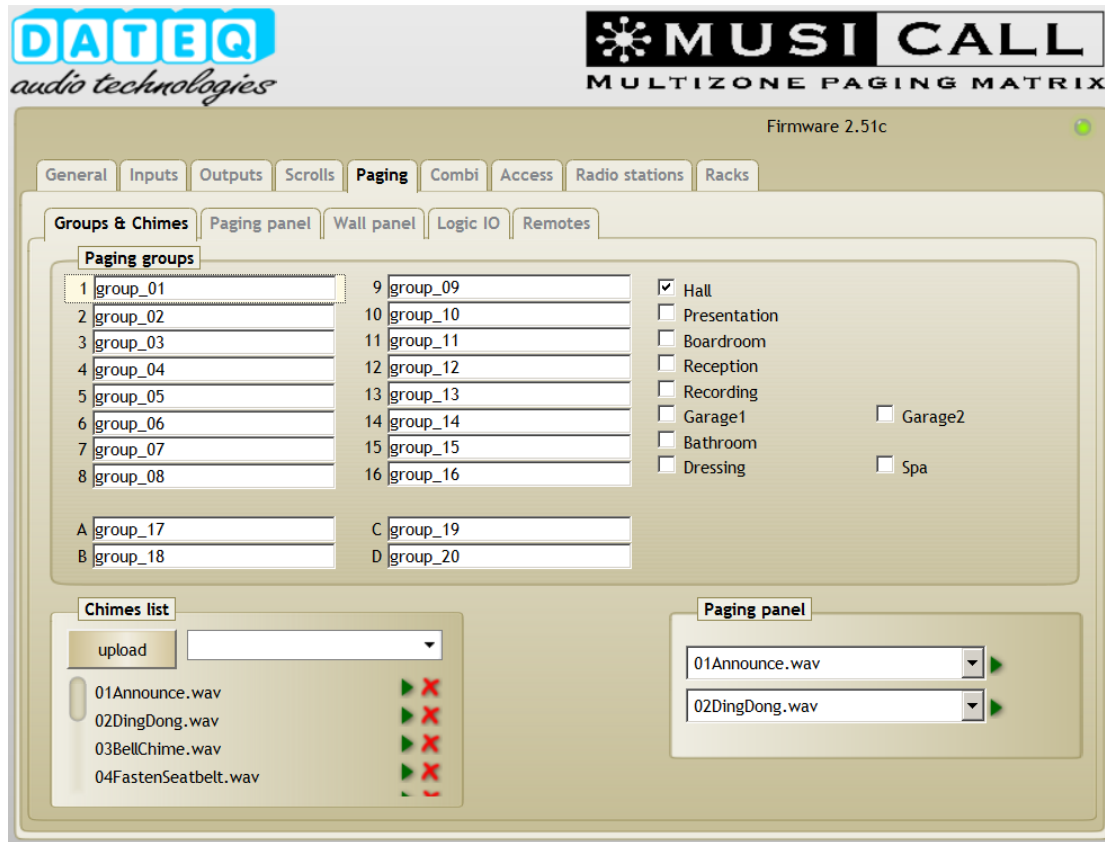 DATEQ
audio technologies
MUSI CALL
MULTIZONE PAGING MATRIX
Firmware 2.51c
General Inputs Outputs Scrolls Paging Combi Access Radio stations Racks
Groups & Chimes Paging panel Wall panel Logic IO Remotes
Paging groups
1 group_01
2 group_02
3 group_03
4 group_04
5 group_05
6 group_06
7 group_07
8 group_08
9 group_09
10 group_10
11 group_11
12 group_12
13 group_13
14 group_14
15 group_15
16 group_16
A group_17
B group_18
C group_19
D group_20
Hall
Presentation
Boardroom
Reception
Recording
Garage1 Garage2
Bathroom
Dressing Spa
Chimes list
upload
01Announce.wav
02DingDong.wav
03BellChime.wav
04FastenSeatbelt.wav
Paging panel
01Announce.wav
02DingDong.wav